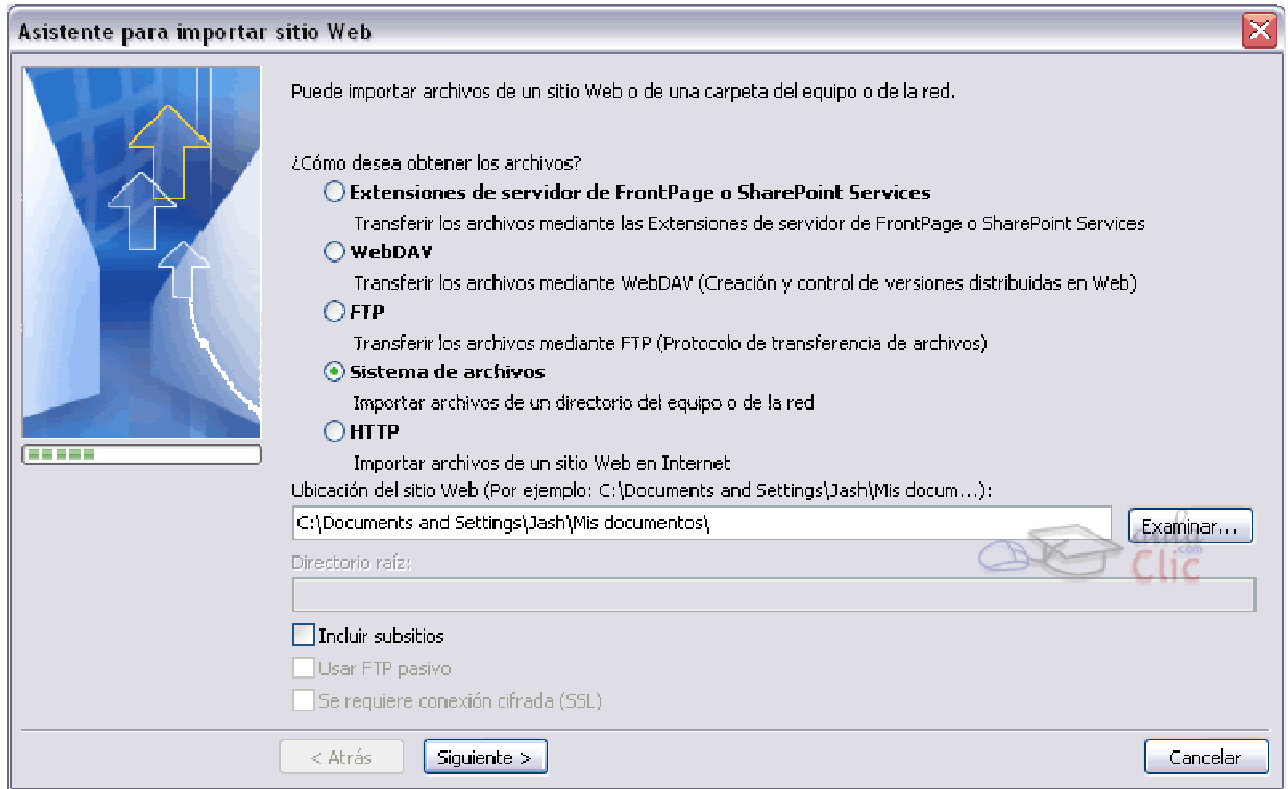 Asistente para importar sitio Web
Puede importar archivos de un sitio Web o de una carpeta del equipo o de la red.
¿Cómo desea obtener los archivos?
Extensiones de servidor de FrontPage o SharePoint Services
Transferir los archivos mediante las Extensiones de servidor de FrontPage o SharePoint Services
WebDAV
Transferir los archivos mediante WebDAV (Creación y control de versiones distribuidas en Web)
FTP
Transferir los archivos mediante FTP (Protocolo de transferencia de archivos)
Sistema de archivos
Importar archivos de un directorio del equipo o de la red
HTTP
Importar archivos de un sitio Web en Internet
Ubicación del sitio Web (Por ejemplo: C:\Documents and Settings\Jash\Mis docum...):
C:\Documents and Settings\Jash\Mis documentos\
Examinar...
aula
.com
Clic
Directorio raíz:
Incluir subsitios
Usar FTP pasivo
Se requiere conexión cifrada (SSL)
< Atrás
Siguiente >
Cancelar